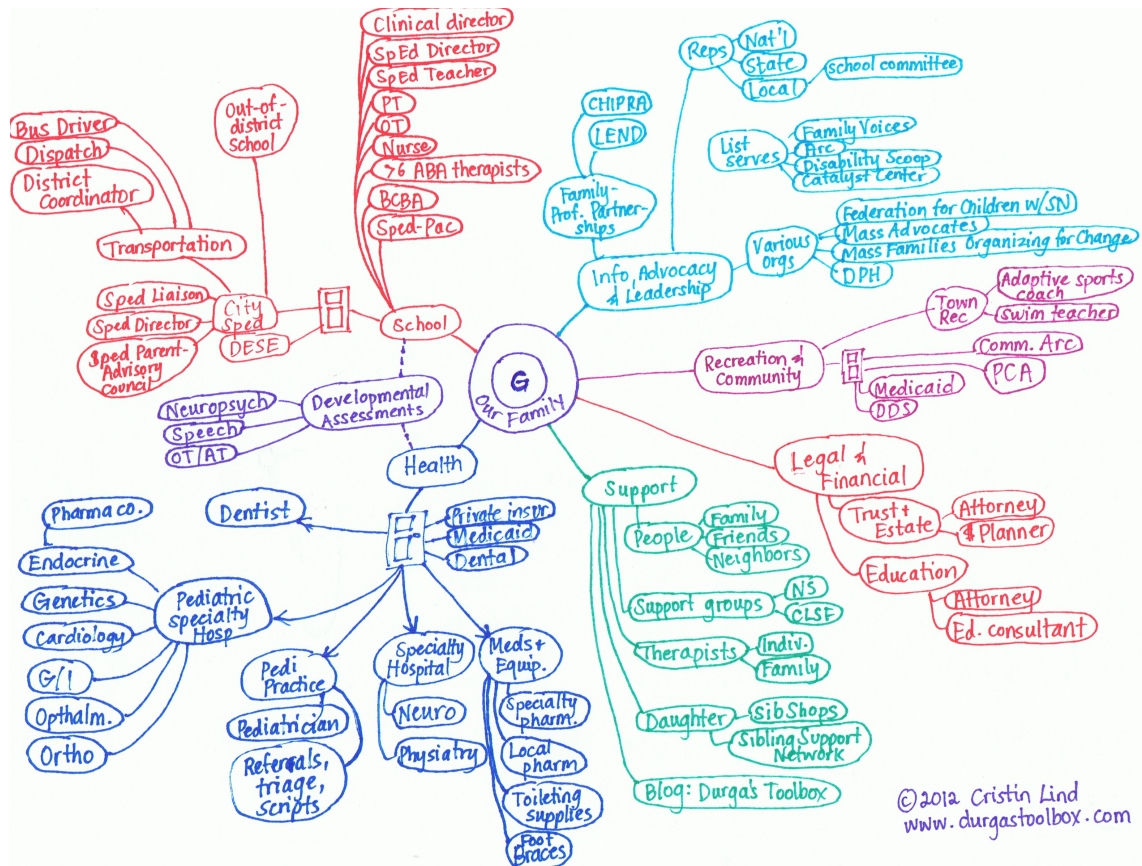 Clinical director
SpEd Director
SpEd Teacher
PT
OT
Nurse
>6 ABA therapists
BCBA
Sped-Pac
School
Out-of-
district
School
Bus Driver
Dispatch
District
Coordinator
Transportation
Sped Liaison
Sped Director
Sped Parent-
Advisory
Council
City
Sped
DESE
Reps
Nat'l
State
Local
School committee
CHIPRA
LEND
Family-
Prof. Partner-
ships
List
serves
Family Voices
Arc
Disability Scoop
Catalyst Center
Various
orgs
Federation for Children w/SN
Mass Advocates
Mass Families Organizing for Change
DPH
Info, Advocacy
& Leadership
G
Our Family
Recreation &
Community
Town
Rec
Adaptive sports
coach
Swim teacher
Comm. Arc
PCA
Medicaid
DDS
Legal &
Financial
Trust +
Estate
Attorney
$ Planner
Education
Attorney
Ed. consultant
Developmental
Assessments
Neuropsych
Speech
OT/AT
Health
Dentist
Private insur
Medicaid
Dental
Pharma co.
Endocrine
Genetics
Cardiology
G/I
Opthalm.
Ortho
Pediatric
specialty
Hosp
Pedi
Practice
Pediatrician
Referrals,
triage,
scripts
Specialty
Hospital
Neuro
Physiatry
Meds +
Equip.
Specialty
pharm.
Local
pharm
Toileting
supplies
Foot
Braces
Support
People
Family
Friends
Neighbors
Support groups
NS
CLSF
Therapists
Indiv.
Family
Daughter
SibShops
Sibling Support
Network
Blog: Durga's Toolbox
©2012 Cristin Lind
www.durgastoolbox.com